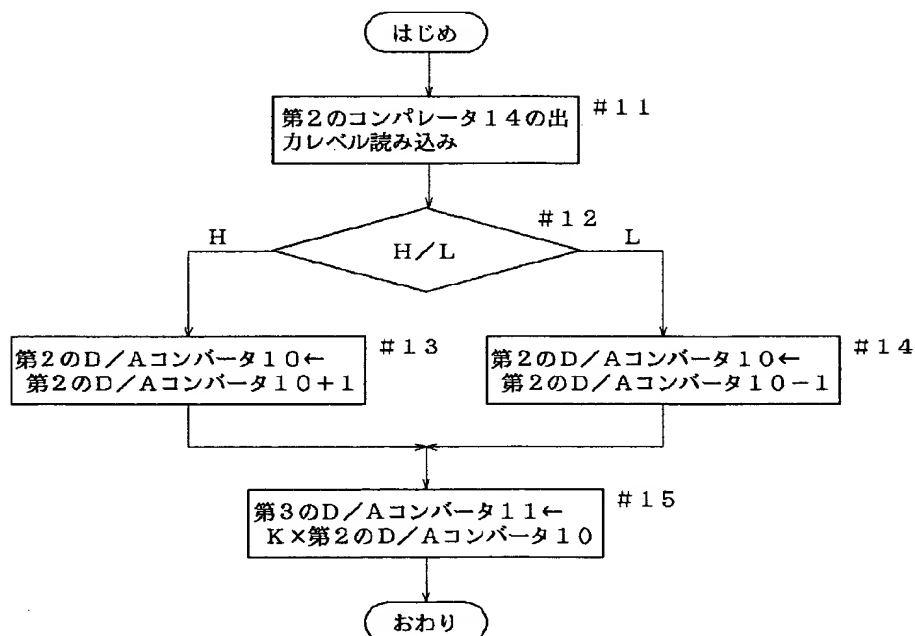 はじめ
第2のコンパレータ14の出
力レベル読み込み
#11
#12
H
H/L
L
第2のD/Aコンバータ10←
第2のD/Aコンバータ10+1
#13
第2のD/Aコンバータ10←
第2のD/Aコンバータ10-1
#14
第3のD/Aコンバータ11←
K×第2のD/Aコンバータ10
#15
おわり